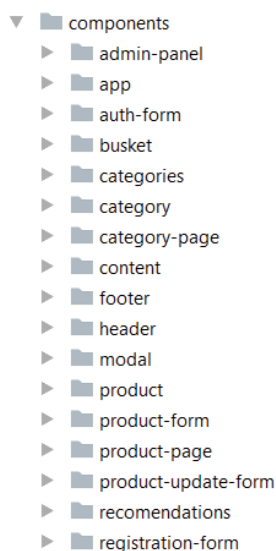 components
admin-panel
app
auth-form
busket
categories
category
category-page
content
footer
header
modal
product
product-form
product-page
product-update-form
recomendations
registration-form